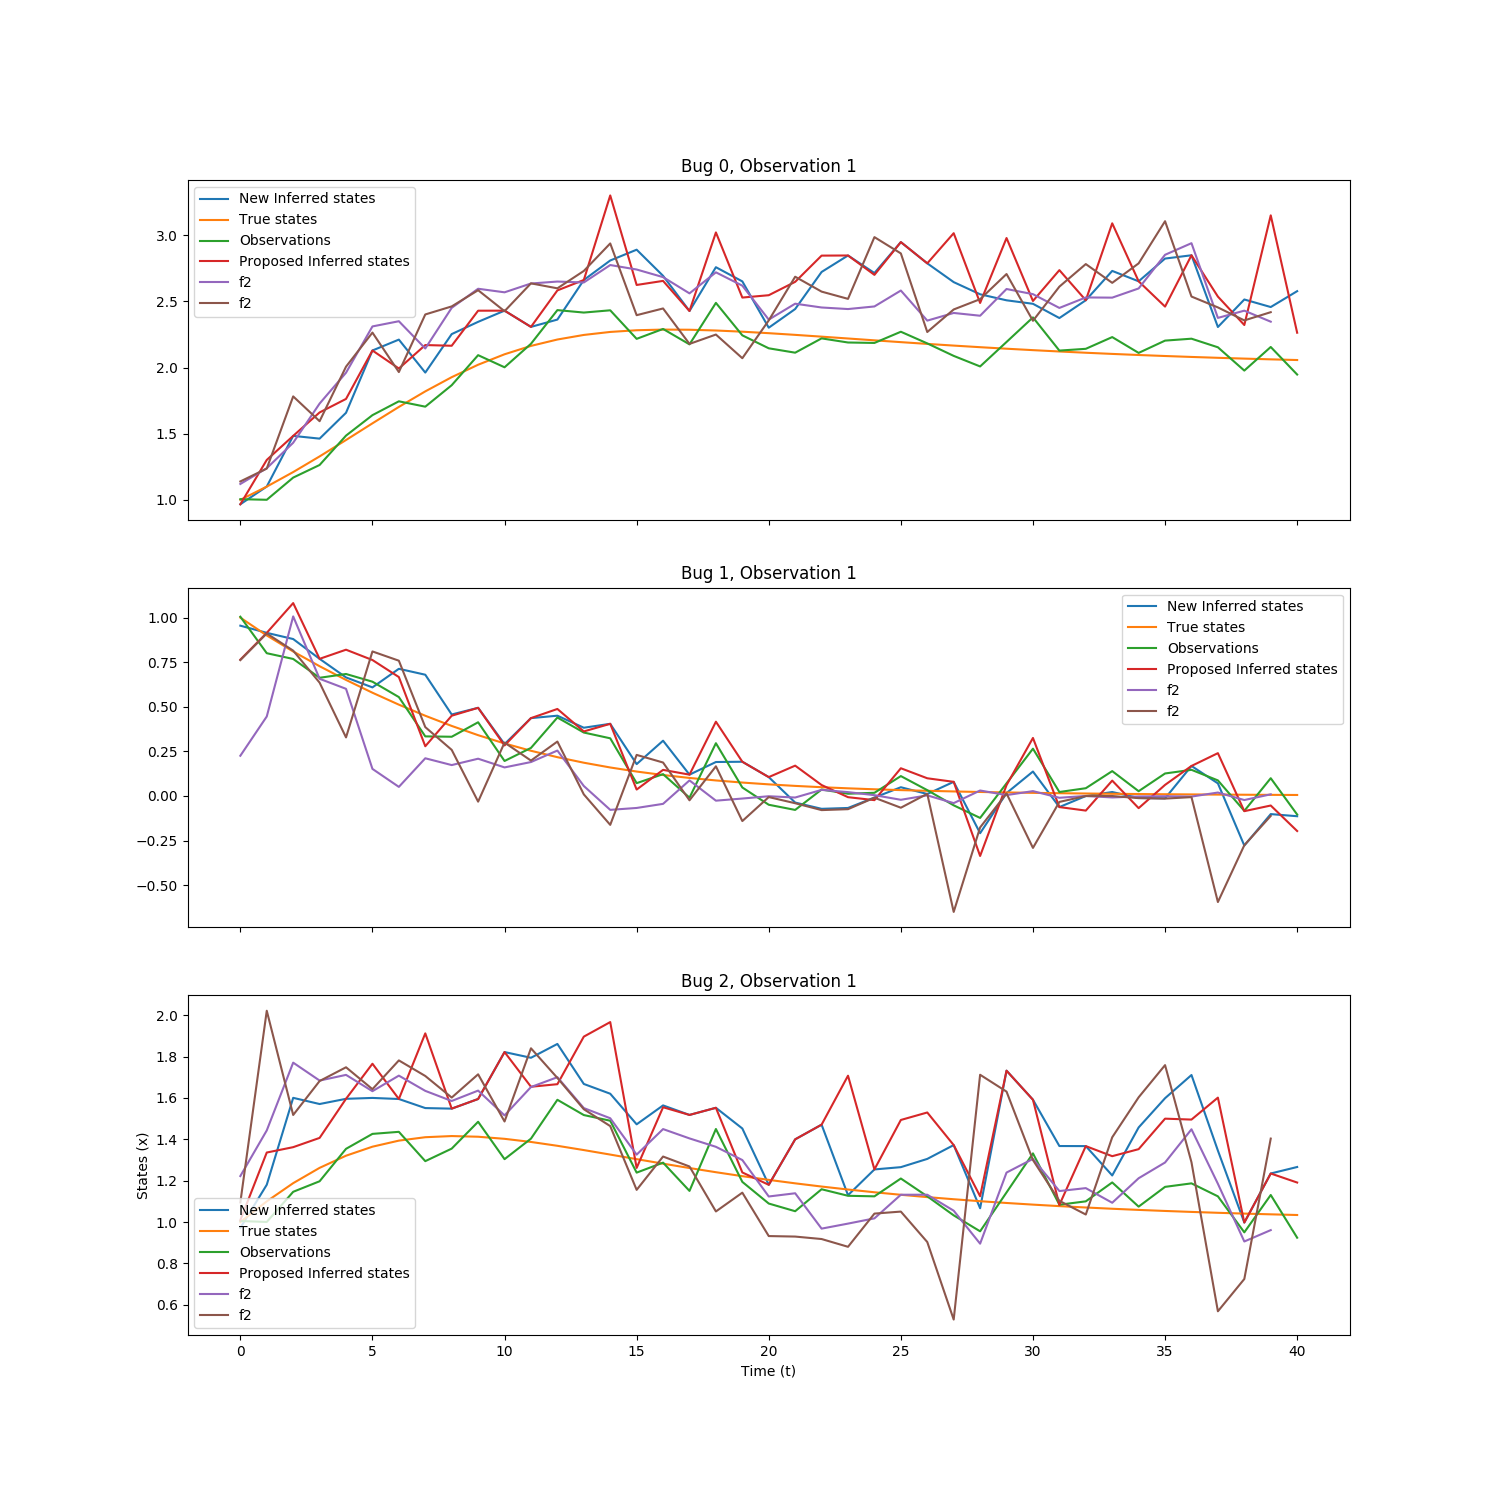 Bug 0, Observation 1
New Inferred states
True states
Observations
Proposed Inferred states
f2
f2
3.0
2.5
2.0
1.5
1.0
Bug 1, Observation 1
New Inferred states
True states
Observations
Proposed Inferred states
f2
f2
1.00
0.75
0.50
0.25
0.00
−0.25
−0.50
Bug 2, Observation 1
2.0
1.8
1.6
1.4
1.2
1.0
0.8
0.6
States (x)
New Inferred states
True states
Observations
Proposed Inferred states
f2
f2
0 5 10 15 20 25 30 35 40
Time (t)